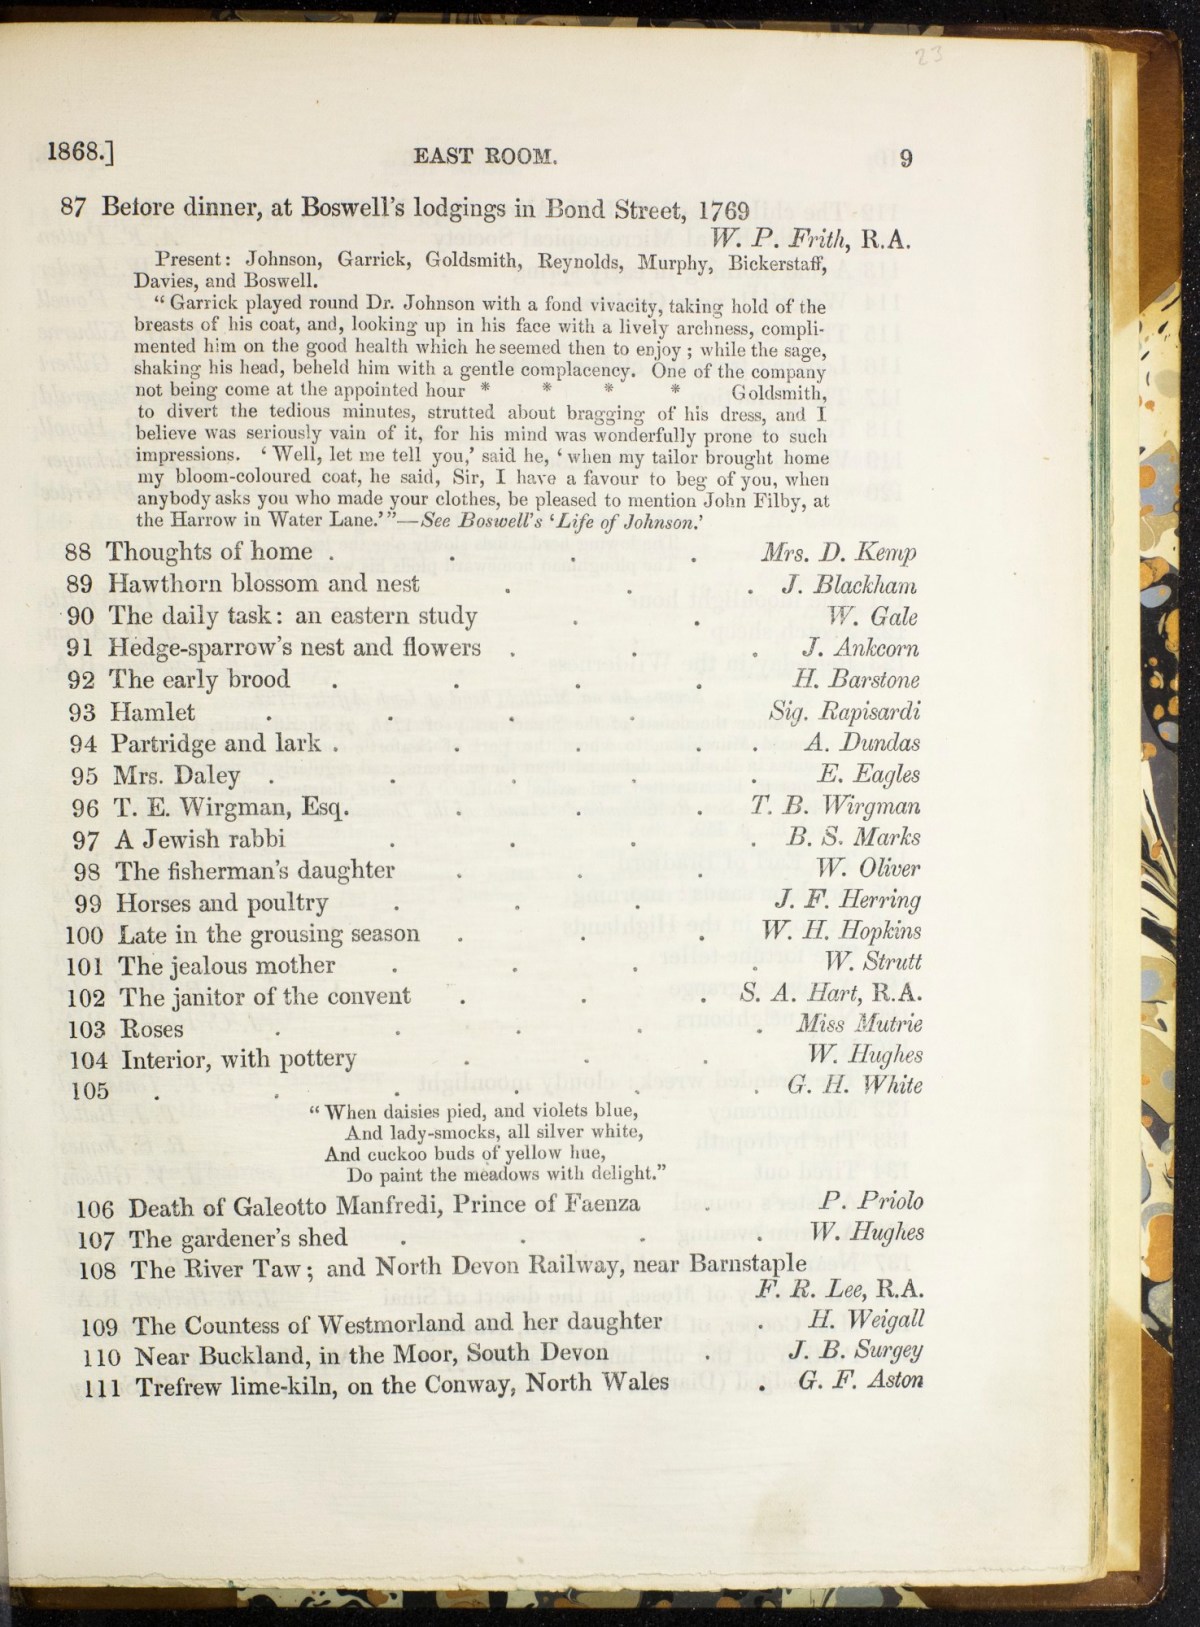 23
1868.] EAST ROOM. 9
87 Before dinner, at Boswell's lodgings in Bond Street, 1769
W. P. Frith, R.A.
Present: Johnson, Garrick, Goldsmith, Reynolds, Murphy, Bickerstaff,
Davies, and Boswell.
“Garrick played round Dr. Johnson with a fond vivacity, taking hold of the
breasts of his coat, and, looking up in his face with a lively archness, compli-
mented him on the good health which he seemed then to enjoy; while the sage,
shaking his head, beheld him with a gentle complacency. One of the company
not being come at the appointed hour * * * * Goldsmith,
to divert the tedious minutes, strutted about bragging of his dress, and I
believe was seriously vain of it, for his mind was wonderfully prone to such
impressions. ‘Well, let me tell you,’ said he, ‘when my tailor brought home
my bloom-coloured coat, he said, Sir, I have a favour to beg of you, when
anybody asks you who made your clothes, be pleased to mention John Filby, at
the Harrow in Water Lane.’”—See Boswell's ‘Life of Johnson.’
88 Thoughts of home . . . . Mrs. D. Kemp
89 Hawthorn blossom and nest . . . J. Blackham
90 The daily task: an eastern study . . W. Gale
91 Hedge-sparrow's nest and flowers . . . J. Ankcorn
92 The early brood . . . . H. Barstone
93 Hamlet . . . . Sig. Rapisardi
94 Partridge and lark . . . . . A. Dundas
95 Mrs. Daley . . . . . E. Eagles
96 T. E. Wirgman, Esq. . . . T. B. Wirgman
97 A Jewish rabbi . . . . B. S. Marks
98 The fisherman's daughter . . . W. Oliver
99 Horses and poultry . . . . J. F. Herring
100 Late in the grousing season . . . W. H. Hopkins
101 The jealous mother . . . . W. Strutt
102 The janitor of the convent . . . S. A. Hart, R.A.
103 Roses . . . . . Miss Mutrie
104 Interior, with pottery . . . W. Hughes
105 . . . . . . G. H. White
“When daisies pied, and violets blue,
And lady-smocks, all silver white,
And cuckoo buds of yellow hue,
Do paint the meadows with delight.”
106 Death of Galeotto Manfredi, Prince of Faenza . P. Priolo
107 The gardener's shed . . . . W. Hughes
108 The River Taw; and North Devon Railway, near Barnstaple
F. R. Lee, R.A.
109 The Countess of Westmorland and her daughter . H. Weigall
110 Near Buckland, in the Moor, South Devon . J. B. Surgey
111 Trefrew lime-kiln, on the Conway, North Wales . G. F. Aston